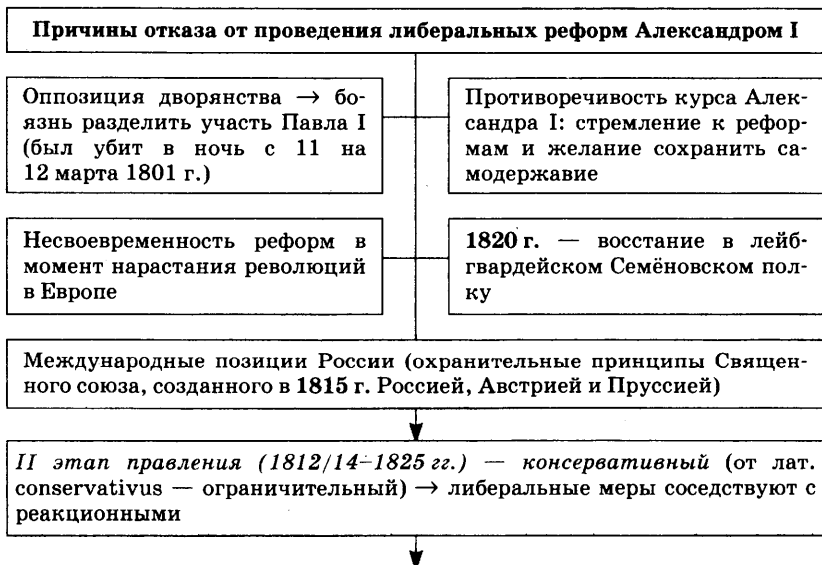 Причины отказа от проведения либеральных реформ Александром I
Оппозиция дворянства → бо-
язнь разделить участь Павла I
(был убит в ночь с 11 на
12 марта 1801 г.)
Противоречивость курса Алек-
сандра I: стремление к рефор-
мам и желание сохранить са-
модержавие
Несвоевременность реформ в
момент нарастания революций
в Европе
1820 г. — восстание в лейб-
гвардейском Семёновском пол-
ку
Международные позиции России (охранительные принципы Священ-
ного союза, созданного в 1815 г. Россией, Австрией и Пруссией)
II этап правления (1812/14–1825 гг.) — консервативный (от лат.
conservativus — ограничительный) → либеральные меры соседствуют с
реакционными